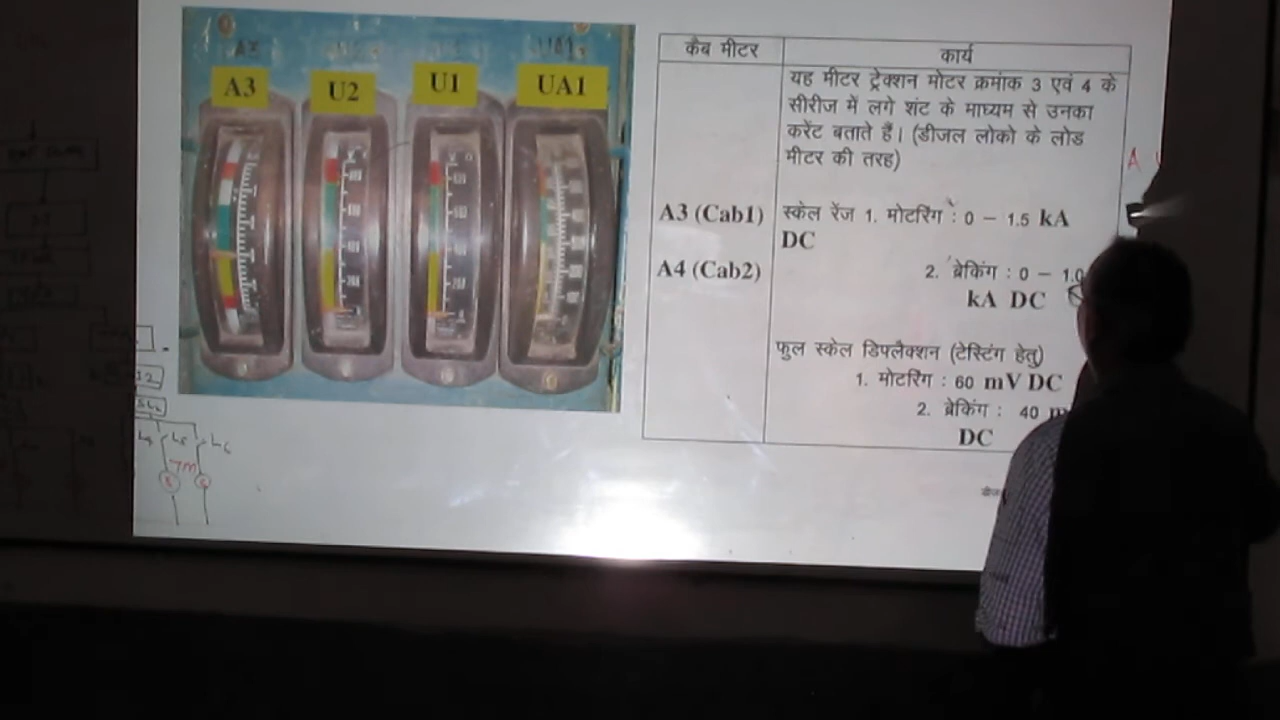 A3
U2
U1
UA1
कैब मीटर
कार्य
यह मीटर ट्रेक्शन मोटर क्रमांक 3 एवं 4 के
सीरीज में लगे शंट के माध्यम से उनका
करेंट बताते हैं। (डीजल लोको के लोड
मीटर की तरह)
A3 (Cab1)
स्केल रेंज 1. मोटरिंग : 0 – 1.5 kA
DC
A4 (Cab2)
2. ब्रेकिंग : 0 – 1.0
kA DC
फुल स्केल डिफ्लैक्शन (टेस्टिंग हेतु)
1. मोटरिंग : 60 mV DC
2. ब्रेकिंग : 40
DC
A
TM